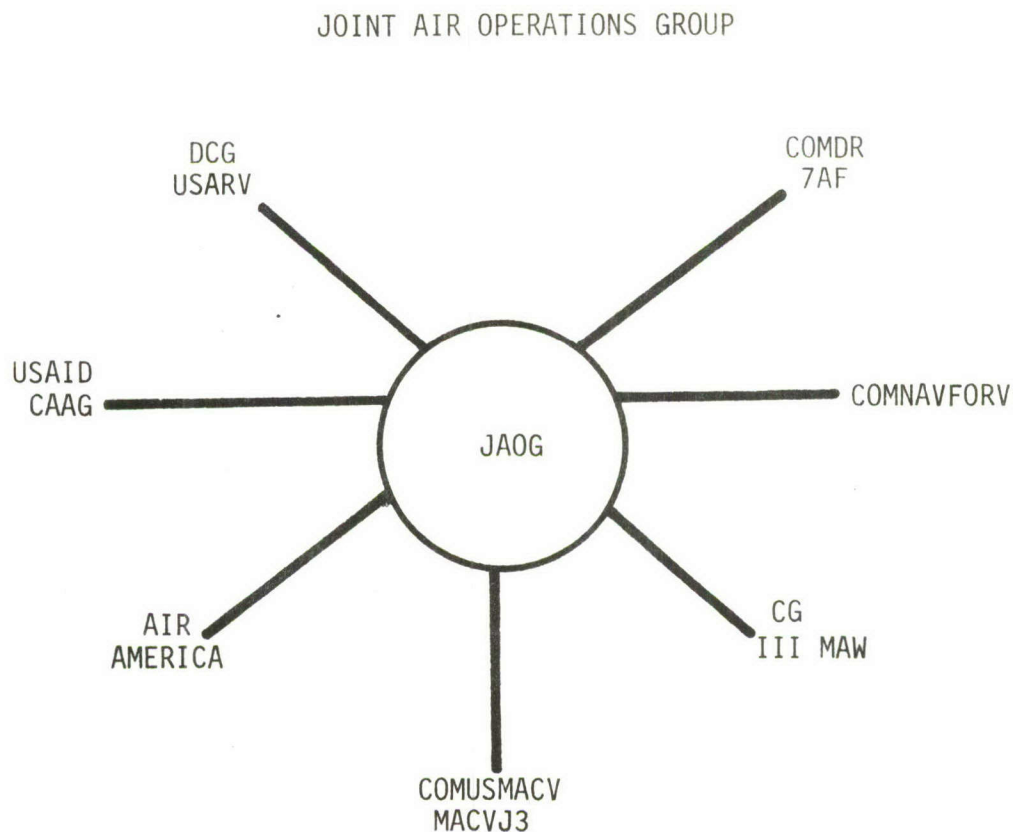 JOINT AIR OPERATIONS GROUP
DCG
USARV
COMDR
7AF
USAID
CAAG
COMNAVFORV
JAOG
AIR
AMERICA
CG
III MAW
COMUSMACV
MACVJ3